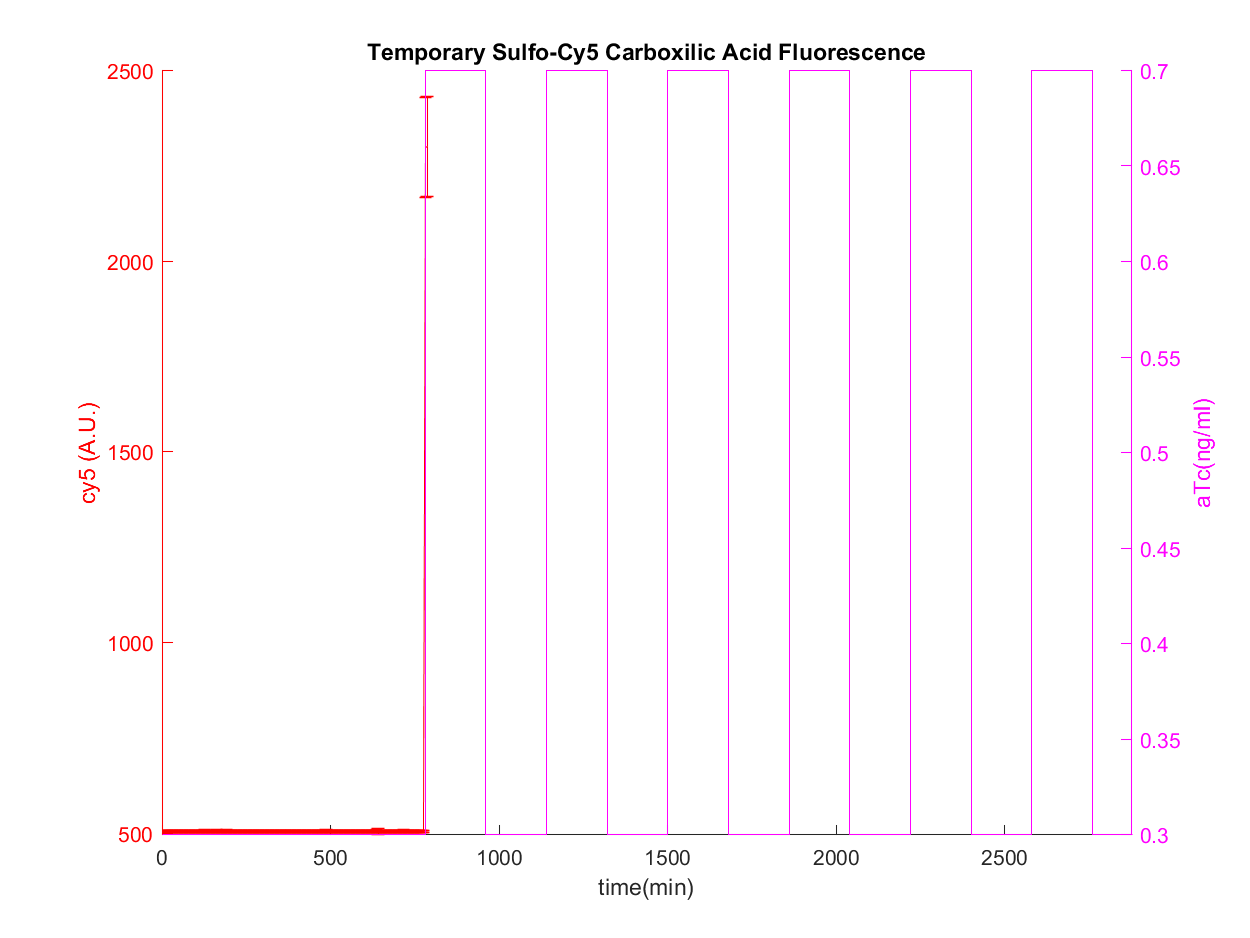 Temporary Sulfo-Cy5 Carboxilic Acid Fluorescence
2500
2000
1500
1000
500
cy5 (A.U.)
0.7
0.65
0.6
0.55
0.5
0.45
0.4
0.35
0.3
aTc(ng/ml)
0 500 1000 1500 2000 2500
time(min)